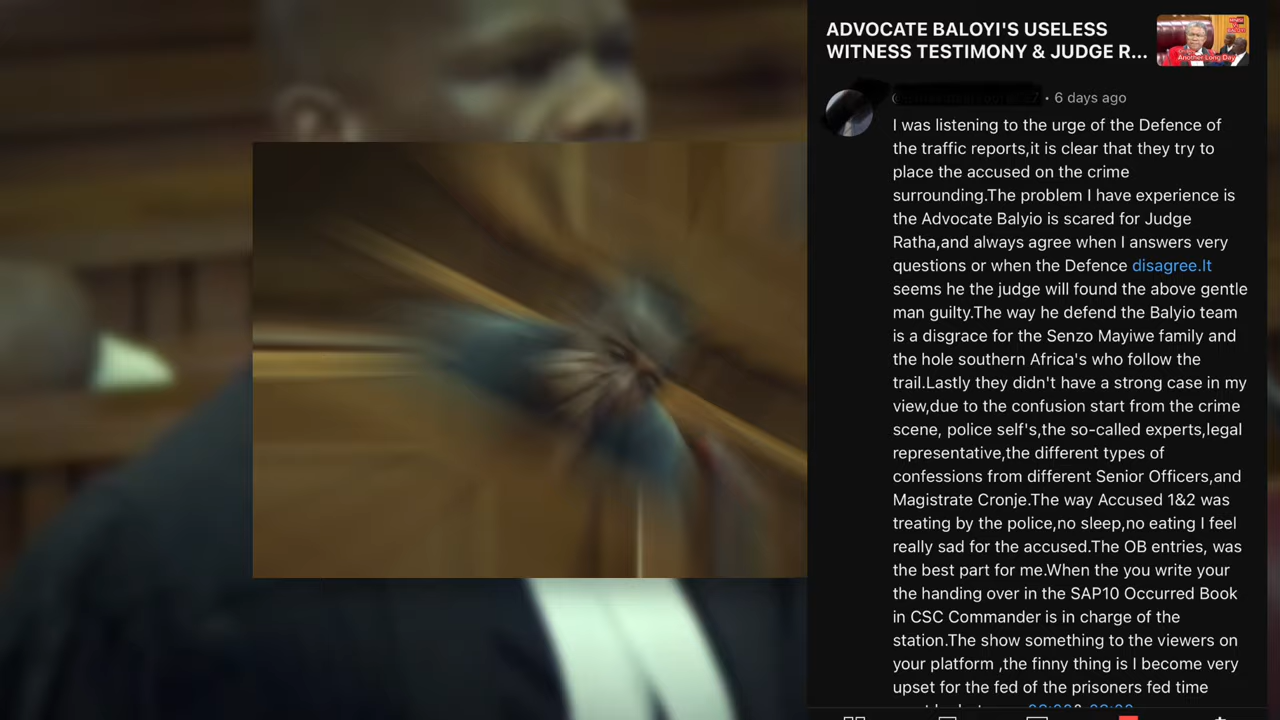 ADVOCATE BALOYI'S USELESS
WITNESS TESTIMONY & JUDGE R...
Another Long Day
• 6 days ago
I was listening to the urge of the Defence of
the traffic reports,it is clear that they try to
place the accused on the crime
surrounding.The problem I have experience is
the Advocate Balyio is scared for Judge
Ratha,and always agree when I answers very
questions or when the Defence disagree.It
seems he the judge will found the above gentle
man guilty.The way he defend the Balyio team
is a disgrace for the Senzo Mayiwe family and
the hole southern Africa's who follow the
trail.Lastly they didn't have a strong case in my
view,due to the confusion start from the crime
scene, police self's,the so-called experts,legal
representative,the different types of
confessions from different Senior Officers,and
Magistrate Cronje.The way Accused 1&2 was
treating by the police,no sleep,no eating I feel
really sad for the accused.The OB entries, was
the best part for me.When the you write your
the handing over in the SAP10 Occurred Book
in CSC Commander is in charge of the
station.The show something to the viewers on
your platform ,the finny thing is I become very
upset for the fed of the prisoners fed time